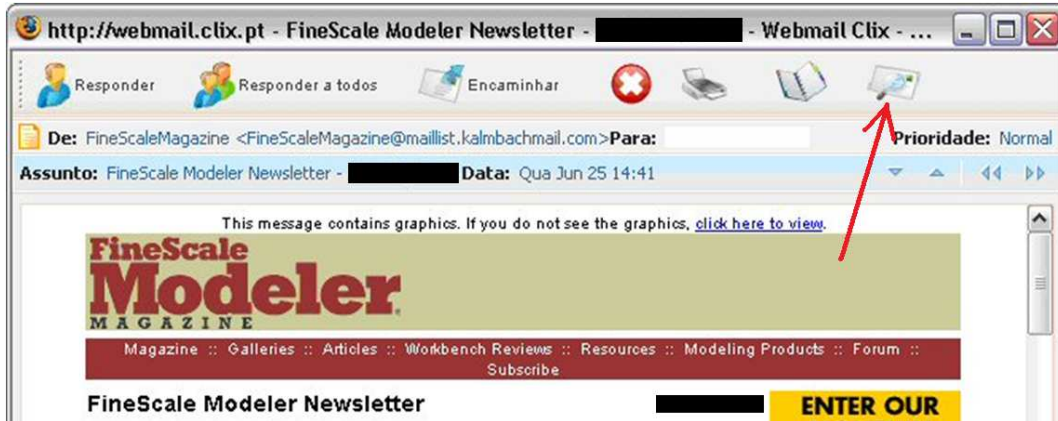 http://webmail.clix.pt - FineScale Modeler Newsletter - - Webmail Clix - ...
Responder Responder a todos Encaminhar
De: FineScaleMagazine <FineScaleMagazine@maillist.kalmbachmail.com>Para: Prioridade: Normal
Assunto: FineScale Modeler Newsletter - Data: Qua Jun 25 14:41
This message contains graphics. If you do not see the graphics, click here to view.
FineScale
Modeler
MAGAZINE
Magazine :: Galleries :: Articles :: Workbench Reviews :: Resources :: Modeling Products :: Forum ::
Subscribe
FineScale Modeler Newsletter ENTER OUR